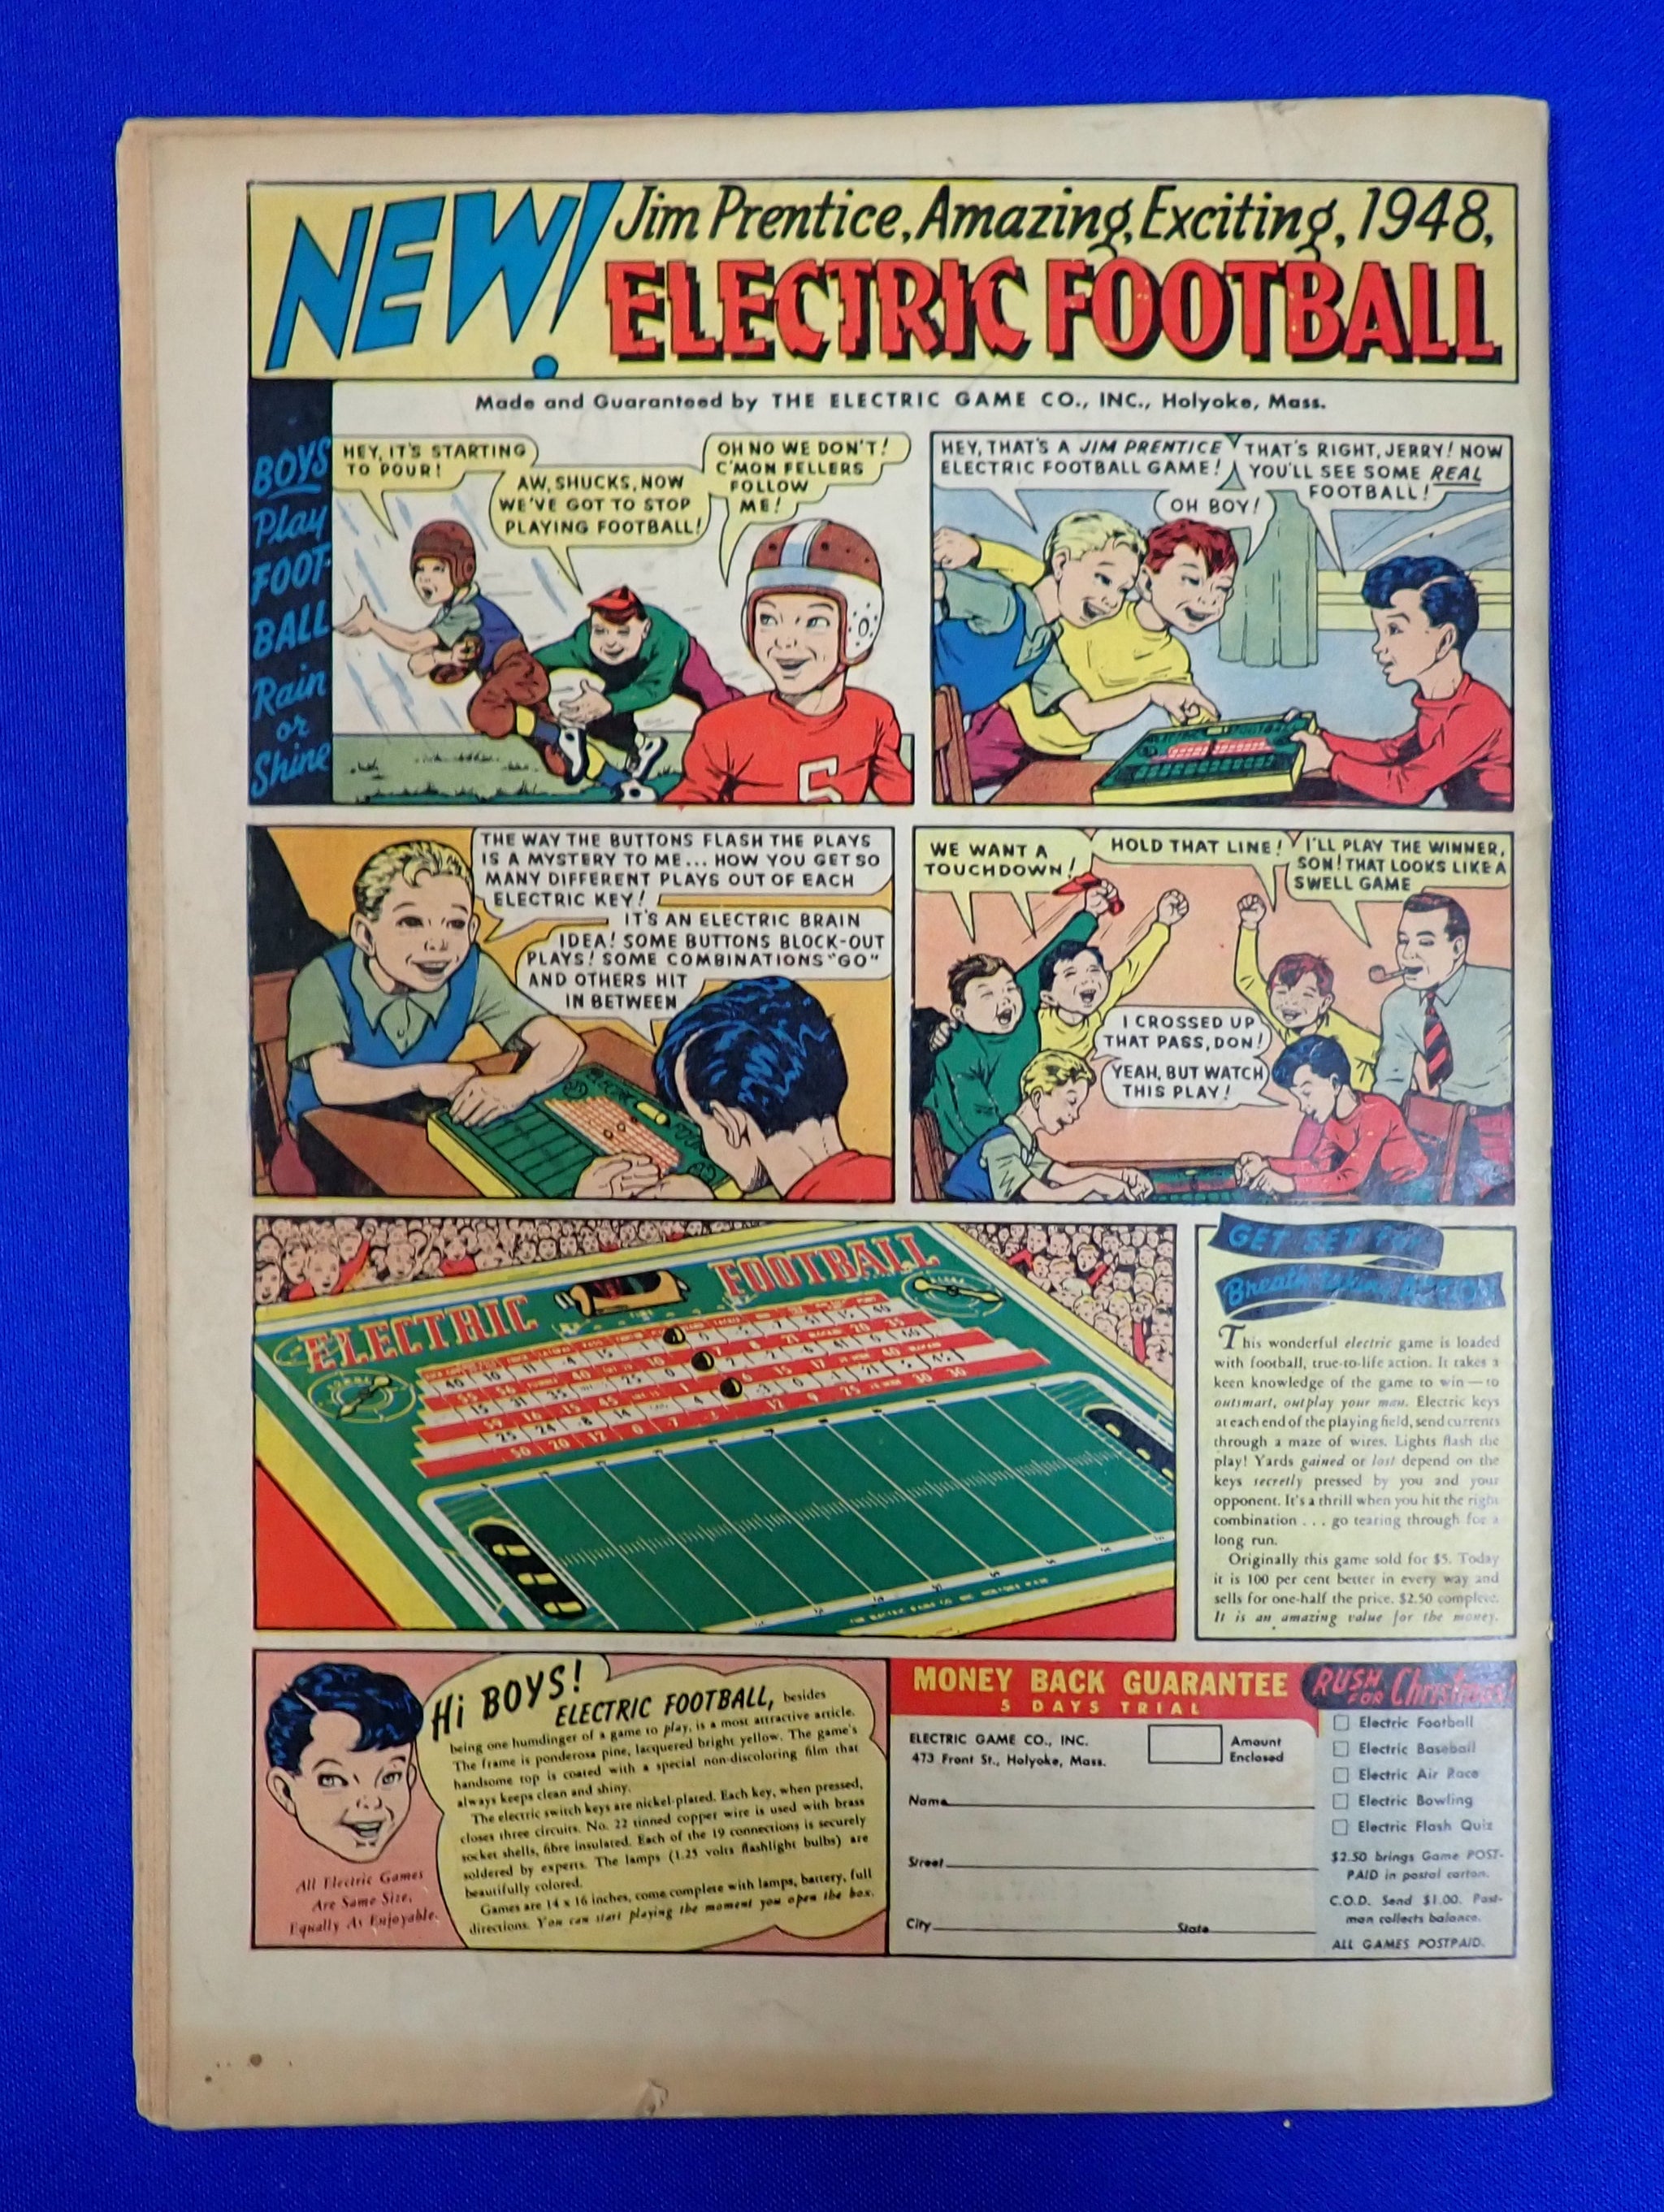 NEW!
Jim Prentice, Amazing, Exciting, 1948,
ELECTRIC FOOTBALL
Made and Guaranteed by THE ELECTRIC GAME CO., INC., Holyoke, Mass.
BOYS
Play
FOOT-
BALL
Rain
or
Shine
HEY, IT'S STARTING
TO POUR!
AW, SHUCKS, NOW
WE'VE GOT TO STOP
PLAYING FOOTBALL!
OH NO WE DON'T!
C'MON FELLERS
FOLLOW
ME!
5
HEY, THAT'S A JIM PRENTICE
ELECTRIC FOOTBALL GAME!
OH BOY!
THAT'S RIGHT, JERRY! NOW
YOU'LL SEE SOME REAL
FOOTBALL!
THE WAY THE BUTTONS FLASH THE PLAYS
IS A MYSTERY TO ME... HOW YOU GET SO
MANY DIFFERENT PLAYS OUT OF EACH
ELECTRIC KEY!
IT'S AN ELECTRIC BRAIN
IDEA! SOME BUTTONS BLOCK-OUT
PLAYS! SOME COMBINATIONS "GO"
AND OTHERS HIT
IN BETWEEN
WE WANT A
TOUCHDOWN!
HOLD THAT LINE!
I'LL PLAY THE WINNER,
SON! THAT LOOKS LIKE A
SWELL GAME
I CROSSED UP
THAT PASS, DON!
YEAH, BUT WATCH
THIS PLAY!
ELECTRIC FOOTBALL
GET SET FOR
Breath-taking ACTION
This wonderful electric game is loaded
with football, true-to-life action. It takes a
keen knowledge of the game to win — to
outsmart, outplay your man. Electric keys
at each end of the playing field, send currents
through a maze of wires. Lights flash the
play! Yards gained or lost depend on the
keys secretly pressed by you and your
opponent. It's a thrill when you hit the right
combination . . . go tearing through for a
long run.
Originally this game sold for $5. Today
it is 100 per cent better in every way and
sells for one-half the price. $2.50 complete.
It is an amazing value for the money.
Hi BOYS!
ELECTRIC FOOTBALL, besides
being one humdinger of a game to play, is a most attractive article.
The frame is ponderosa pine, lacquered bright yellow. The game's
handsome top is coated with a special non-discoloring film that
always keeps clean and shiny.
The electric switch keys are nickel-plated. Each key, when pressed,
closes three circuits. No. 22 tinned copper wire is used with brass
socket shells, fibre insulated. Each of the 19 connections is securely
soldered by experts. The lamps (1.25 volts flashlight bulbs) are
beautifully colored.
Games are 14 x 16 inches, come complete with lamps, battery, full
directions. You can start playing the moment you open the box.
All Electric Games
Are Same Size,
Equally As Enjoyable.
MONEY BACK GUARANTEE
5 DAYS TRIAL
ELECTRIC GAME CO., INC.
473 Front St., Holyoke, Mass.
Amount
Enclosed
Name
Street
City State
RUSH
FOR Christmas!
Electric Football
Electric Baseball
Electric Air Race
Electric Bowling
Electric Flash Quiz
$2.50 brings Game POST-
PAID in postal carton.
C.O.D. Send $1.00. Post-
man collects balance.
ALL GAMES POSTPAID.